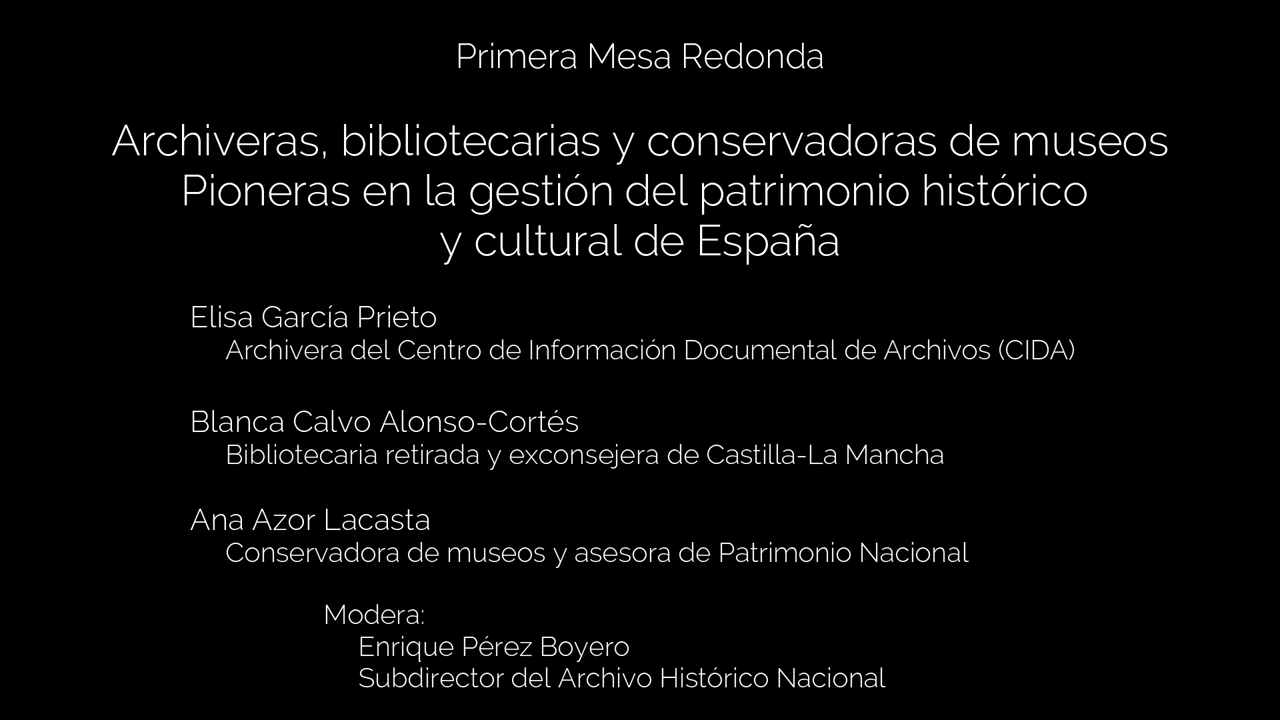 Primera Mesa Redonda
Archiveras, bibliotecarias y conservadoras de museos
Pioneras en la gestión del patrimonio histórico
y cultural de España
Elisa García Prieto
Archivera del Centro de Información Documental de Archivos (CIDA)
Blanca Calvo Alonso-Cortés
Bibliotecaria retirada y exconsejera de Castilla-La Mancha
Ana Azor Lacasta
Conservadora de museos y asesora de Patrimonio Nacional
Modera:
Enrique Pérez Boyero
Subdirector del Archivo Histórico Nacional